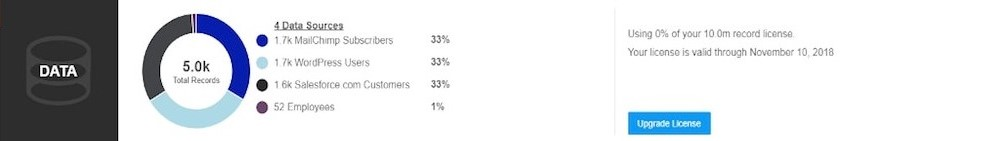 DATA
5.0k
Total Records
4 Data Sources
1.7k MailChimp Subscribers 33%
1.7k WordPress Users 33%
1.6k Salesforce.com Customers 33%
52 Employees 1%
Using 0% of your 10.0m record license.
Your license is valid through November 10, 2018
Upgrade License